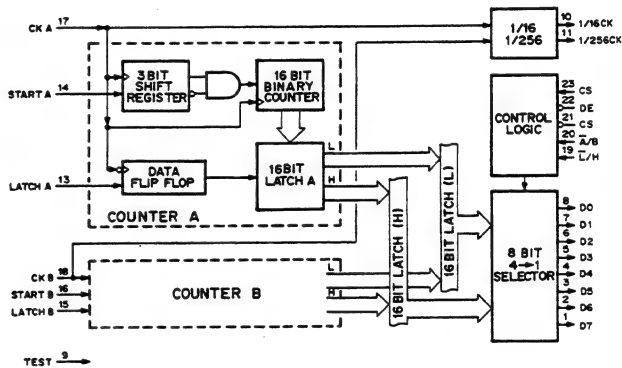 CK A 17
START A 14
LATCH A 13
3 BIT
SHIFT
REGISTER
16 BIT
BINARY
COUNTER
DATA
FLIP FLOP
16BIT
LATCH A
L
H
COUNTER A
CK B 18
START B 16
LATCH B 15
COUNTER B
L
H
TEST 9
16 BIT LATCH (H)
16 BIT LATCH (L)
1/16
1/256
10 1/16CK
11 1/256CK
CONTROL
LOGIC
23 CS
22 DE
21 CS
20 A/B
19 L/H
8 BIT
4→1
SELECTOR
8 D0
7 D1
6 D2
5 D3
4 D4
3 D5
2 D6
1 D7